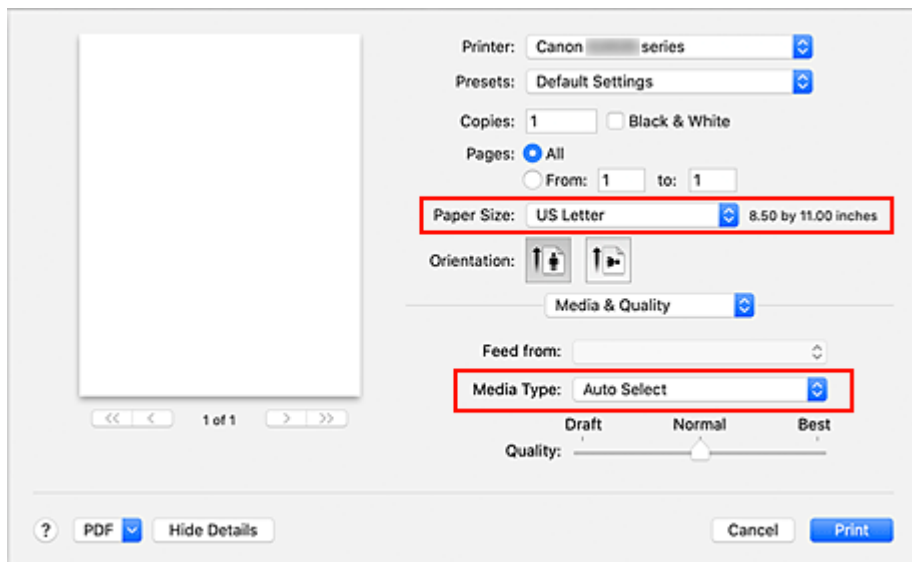 Printer: Canon series
Presets: Default Settings
Copies: 1 Black & White
Pages: All
From: 1 to: 1
Paper Size: US Letter 8.50 by 11.00 inches
Orientation:
Media & Quality
Feed from:
Media Type: Auto Select
<< < 1 of 1 > >>
Draft Normal Best
Quality:
? PDF Hide Details Cancel Print